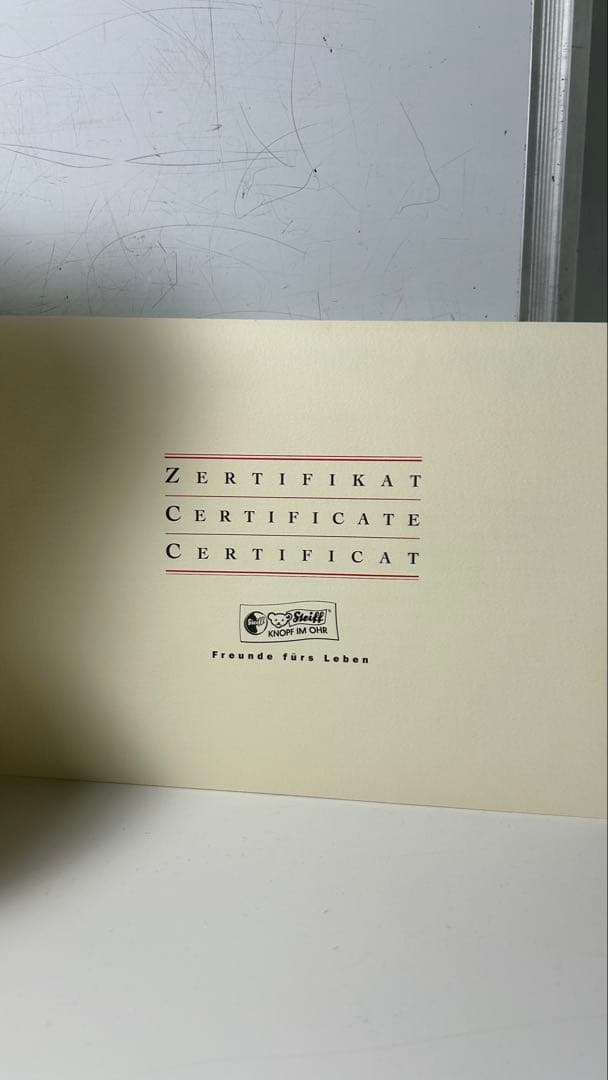 ZERTIFIKAT
CERTIFICATE
CERTIFICAT
Steiff Steiff
KNOPF IM OHR
Freunde fürs Leben